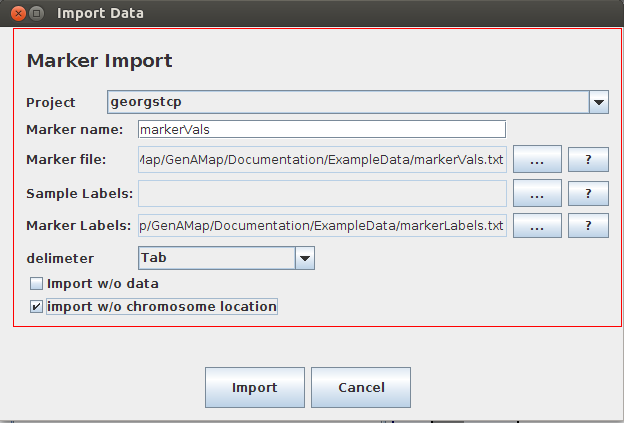 Import Data
Marker Import
Project georgstcp
Marker name: markerVals
Marker file: Map/GenAMap/Documentation/ExampleData/markerVals.txt ... ?
Sample Labels: ... ?
Marker Labels: p/GenAMap/Documentation/ExampleData/markerLabels.txt ... ?
delimeter Tab
Import w/o data
import w/o chromosome location
Import Cancel